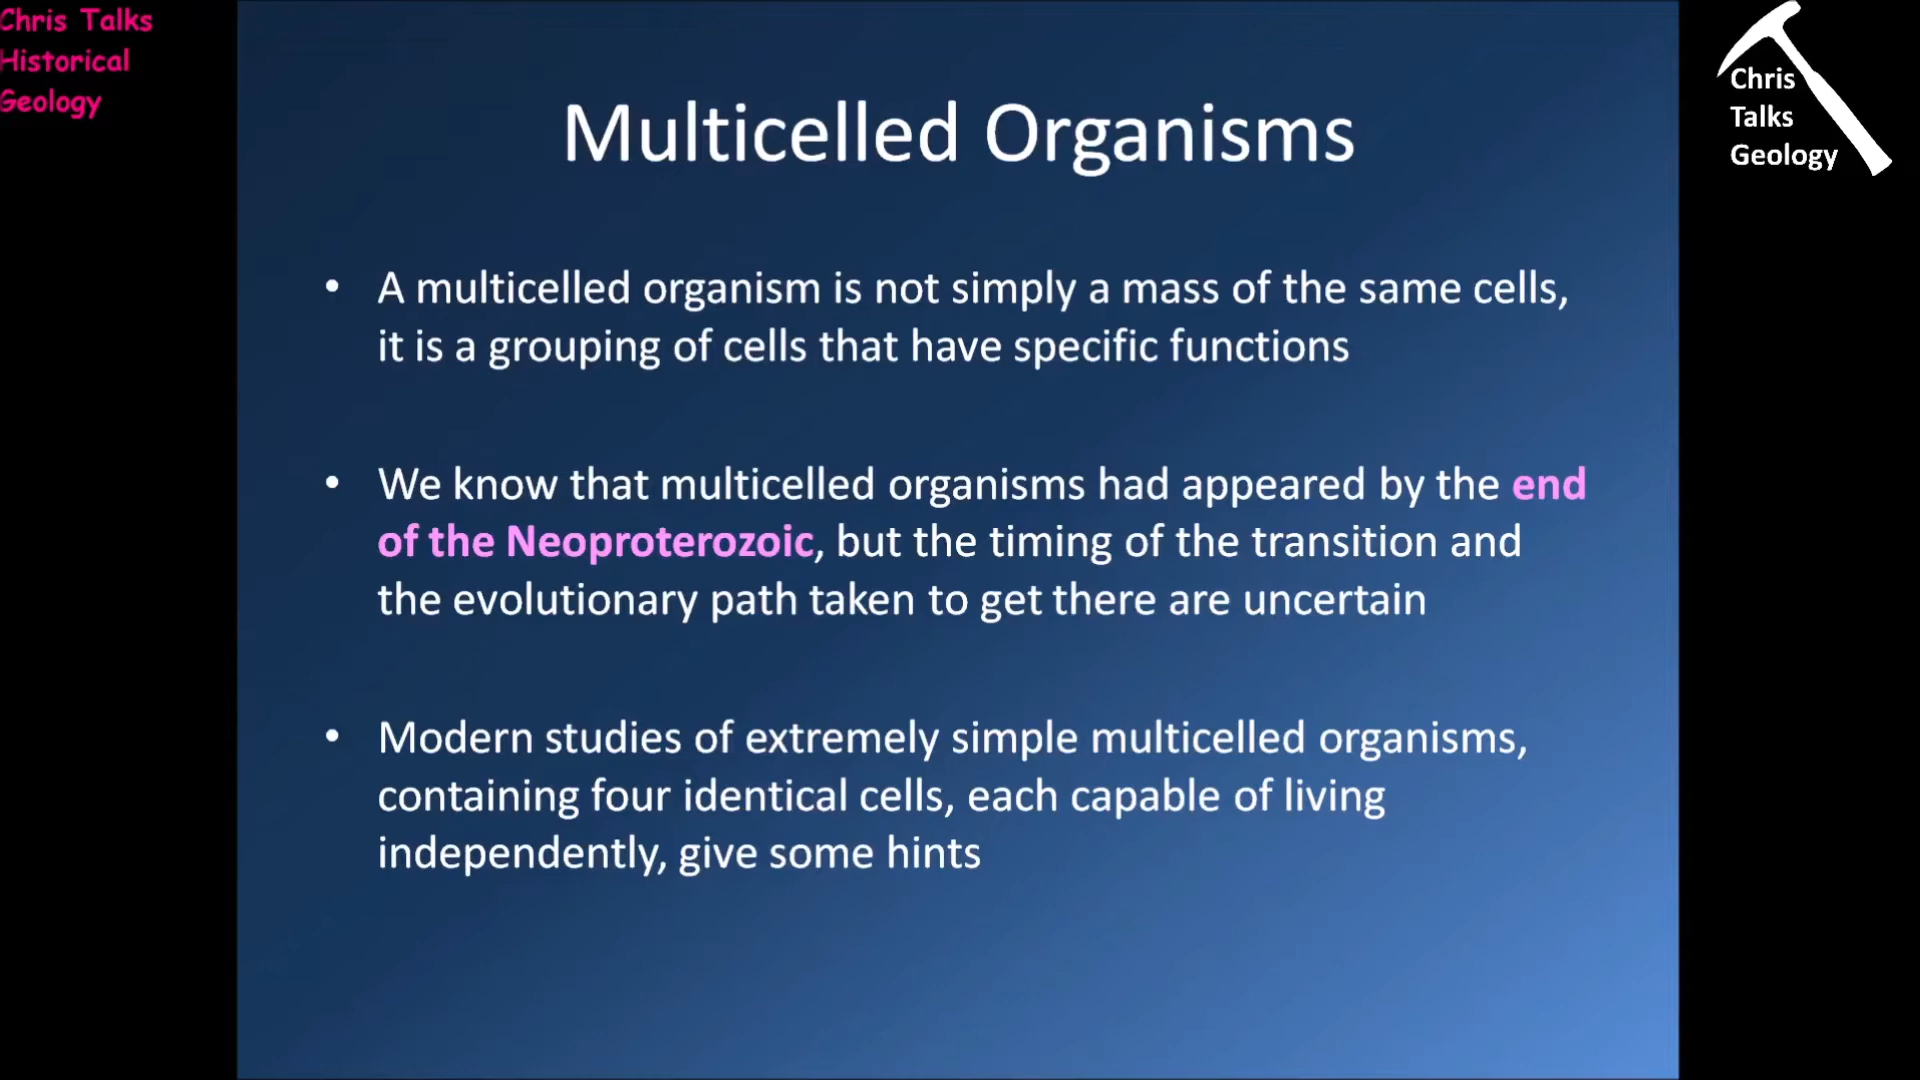 Chris Talks
Historical
Geology
Chris
Talks
Geology
Multicelled Organisms
• A multicelled organism is not simply a mass of the same cells,
it is a grouping of cells that have specific functions
• We know that multicelled organisms had appeared by the end
of the Neoproterozoic, but the timing of the transition and
the evolutionary path taken to get there are uncertain
• Modern studies of extremely simple multicelled organisms,
containing four identical cells, each capable of living
independently, give some hints